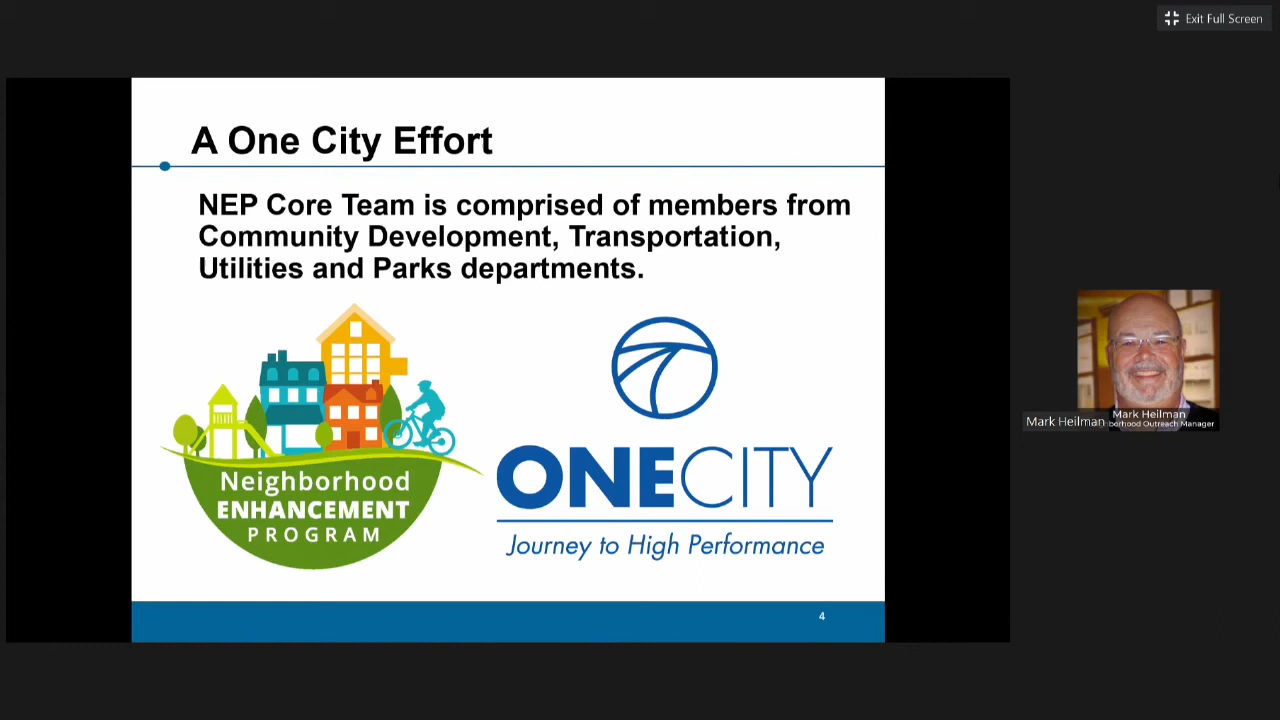 Exit Full Screen
A One City Effort
NEP Core Team is comprised of members from
Community Development, Transportation,
Utilities and Parks departments.
Neighborhood
ENHANCEMENT
PROGRAM
ONECITY
Journey to High Performance
4
Mark Heilman
Mark Heilman
borhood Outreach Manager